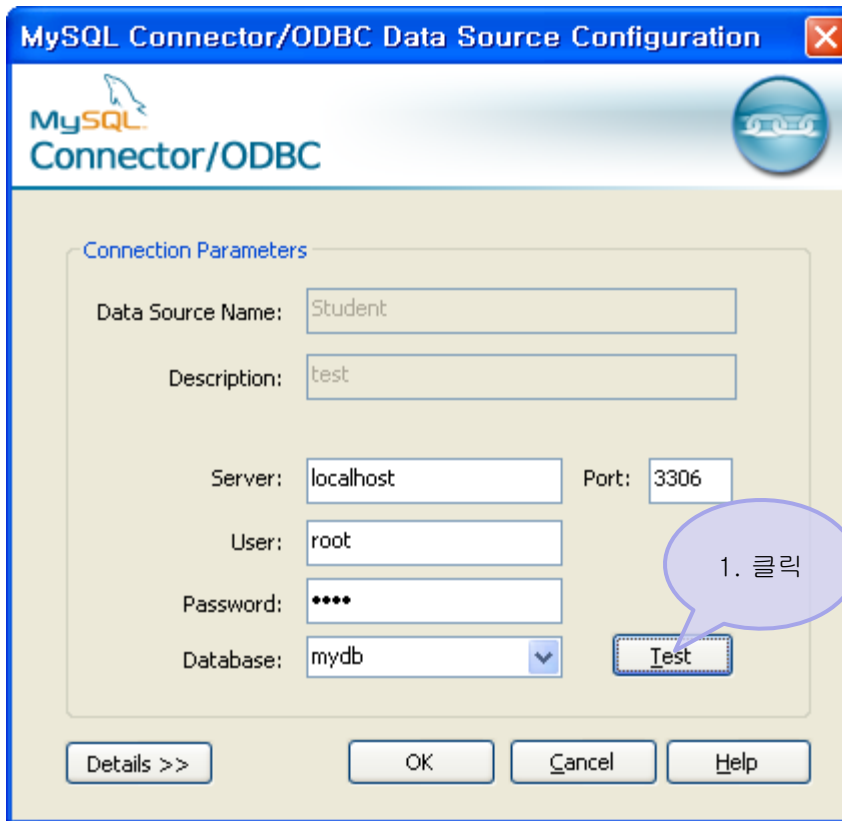 MySQL Connector/ODBC Data Source Configuration
MySQL
Connector/ODBC
Connection Parameters
Data Source Name: Student
Description: test
Server: localhost Port: 3306
User: root
1. 클릭
Password: ••••
Database: mydb Test
Details >> OK Cancel Help